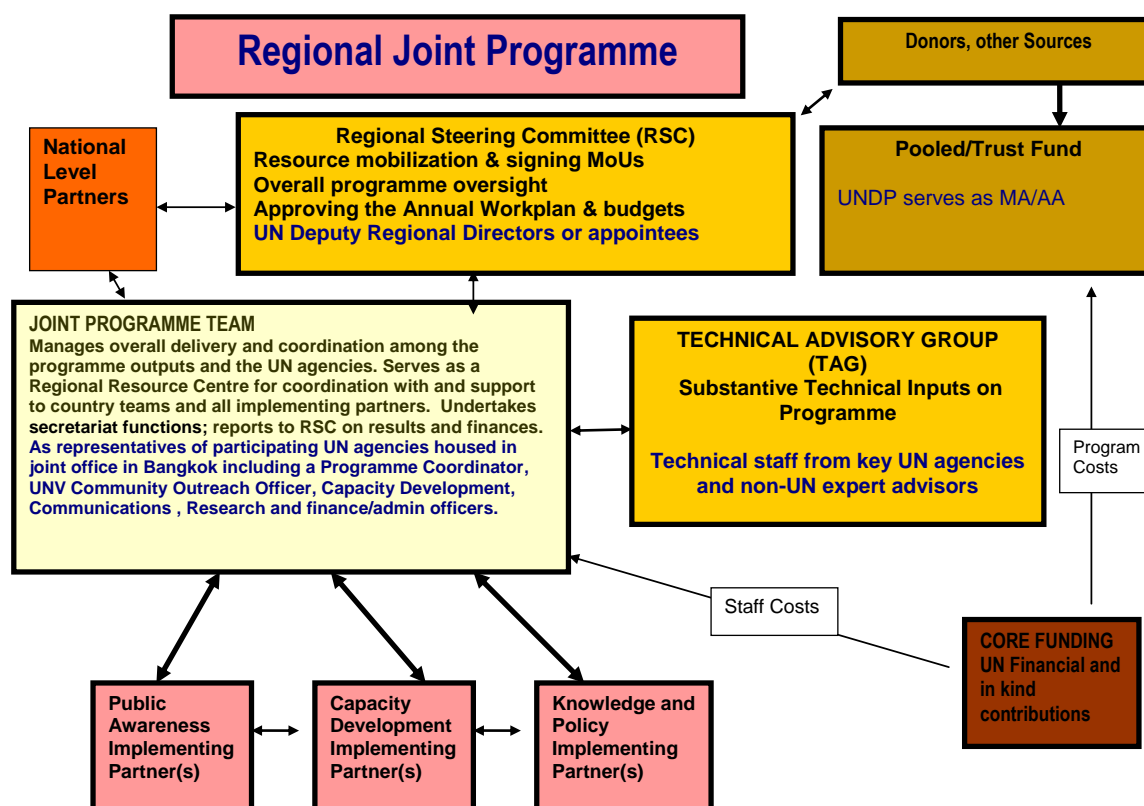 Regional Joint Programme
Donors, other Sources
National
Level
Partners
Regional Steering Committee (RSC)
Resource mobilization & signing MoUs
Overall programme oversight
Approving the Annual Workplan & budgets
UN Deputy Regional Directors or appointees
Pooled/Trust Fund
UNDP serves as MA/AA
JOINT PROGRAMME TEAM
Manages overall delivery and coordination among the
programme outputs and the UN agencies. Serves as a
Regional Resource Centre for coordination with and support
to country teams and all implementing partners.  Undertakes
secretariat functions; reports to RSC on results and finances.
As representatives of participating UN agencies housed in
joint office in Bangkok including a Programme Coordinator,
UNV Community Outreach Officer, Capacity Development,
Communications , Research and finance/admin officers.
TECHNICAL ADVISORY GROUP
(TAG)
Substantive Technical Inputs on
Programme
Technical staff from key UN agencies
and non-UN expert advisors
Program
Costs
Staff Costs
CORE FUNDING
UN Financial and
in kind
contributions
Public
Awareness
Implementing
Partner(s)
Capacity
Development
Implementing
Partner(s)
Knowledge and
Policy
Implementing
Partner(s)